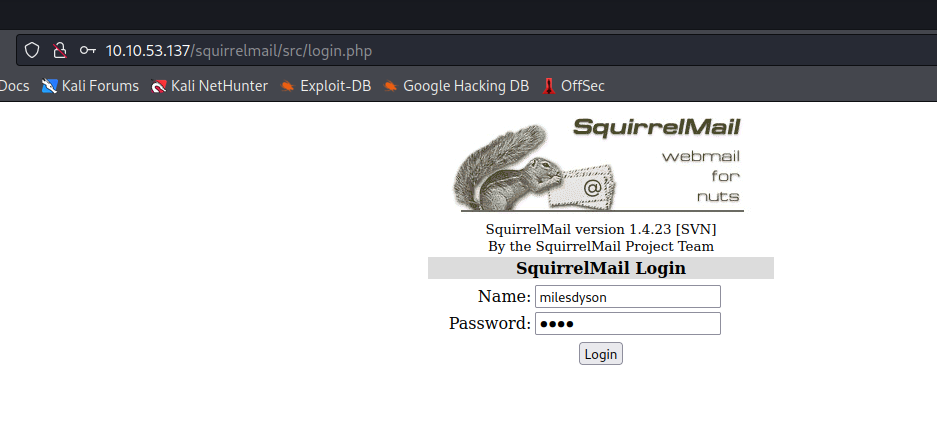 10.10.53.137/squirrelmail/src/login.php
Docs Kali Forums Kali NetHunter Exploit-DB Google Hacking DB OffSec
SquirrelMail
webmail
for
nuts
@
SquirrelMail version 1.4.23 [SVN]
By the SquirrelMail Project Team
SquirrelMail Login
Name: milesdyson
Password: ●●●●
Login